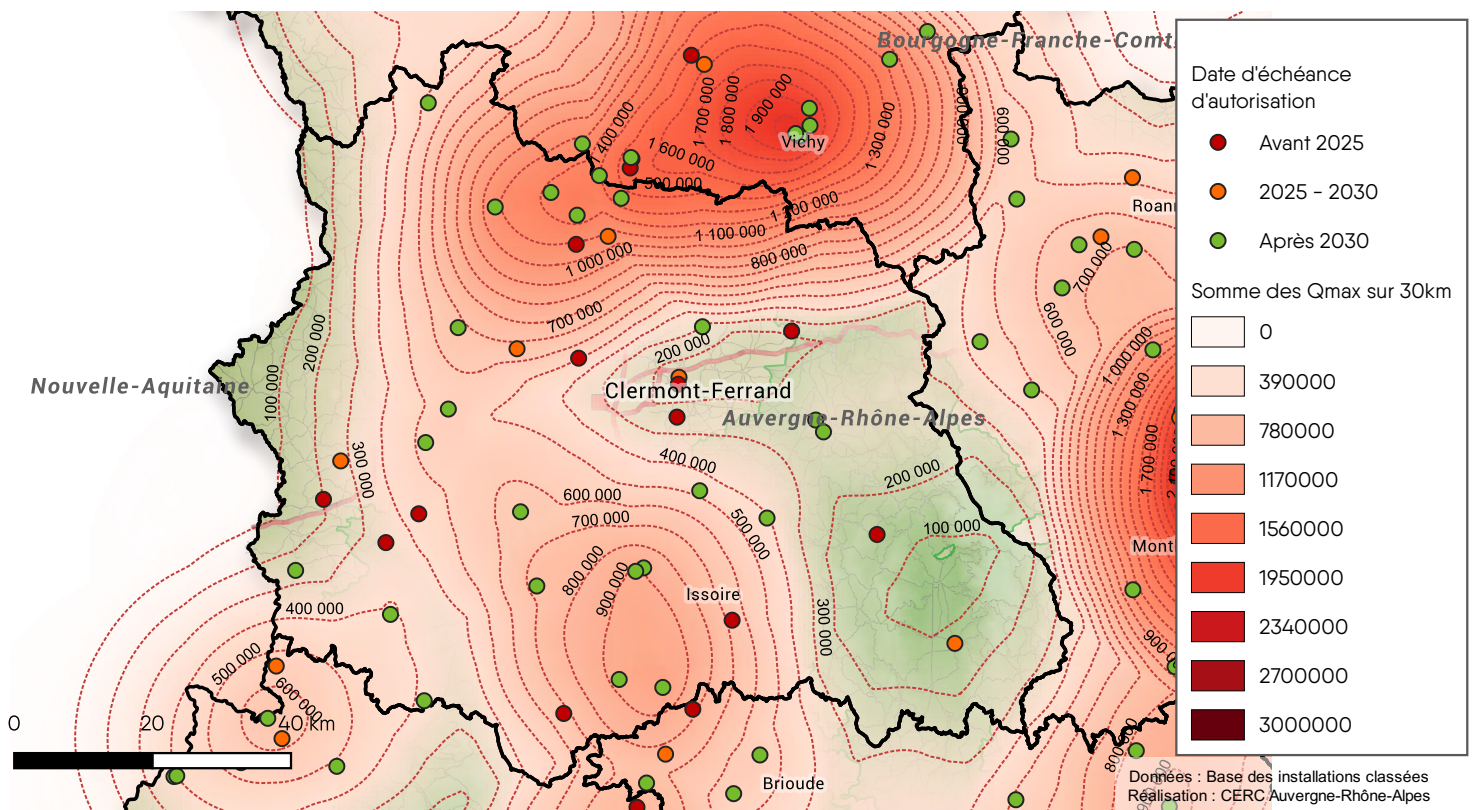 Bourgogne-Franche-Comt
1 400 000
1 700 000
1 800 000
1 900 000
1 300 000
600 000
1 600 000
Vichy
500 000
1 200 000
1 100 000
1 000 000
800 000
700 000
Roan
700 000
600 000
200 000
200 000
100 000
Nouvelle-Aquitaine
Clermont-Ferrand
Auvergne-Rhône-Alpes
1 000 000
1 300 000
1 700 000
300 000
400 000
200 000
600 000
700 000
500 000
100 000
Mont
800 000
900 000
Issoire
400 000
300 000
500 000
600 000
900 0
800 000
Brioude
0
20
40 km
Date d'échéance
d'autorisation
Avant 2025
2025 – 2030
Après 2030
Somme des Qmax sur 30km
0
390000
780000
1170000
1560000
1950000
2340000
2700000
3000000
Données : Base des installations classées
Réalisation : CERC Auvergne-Rhône-Alpes